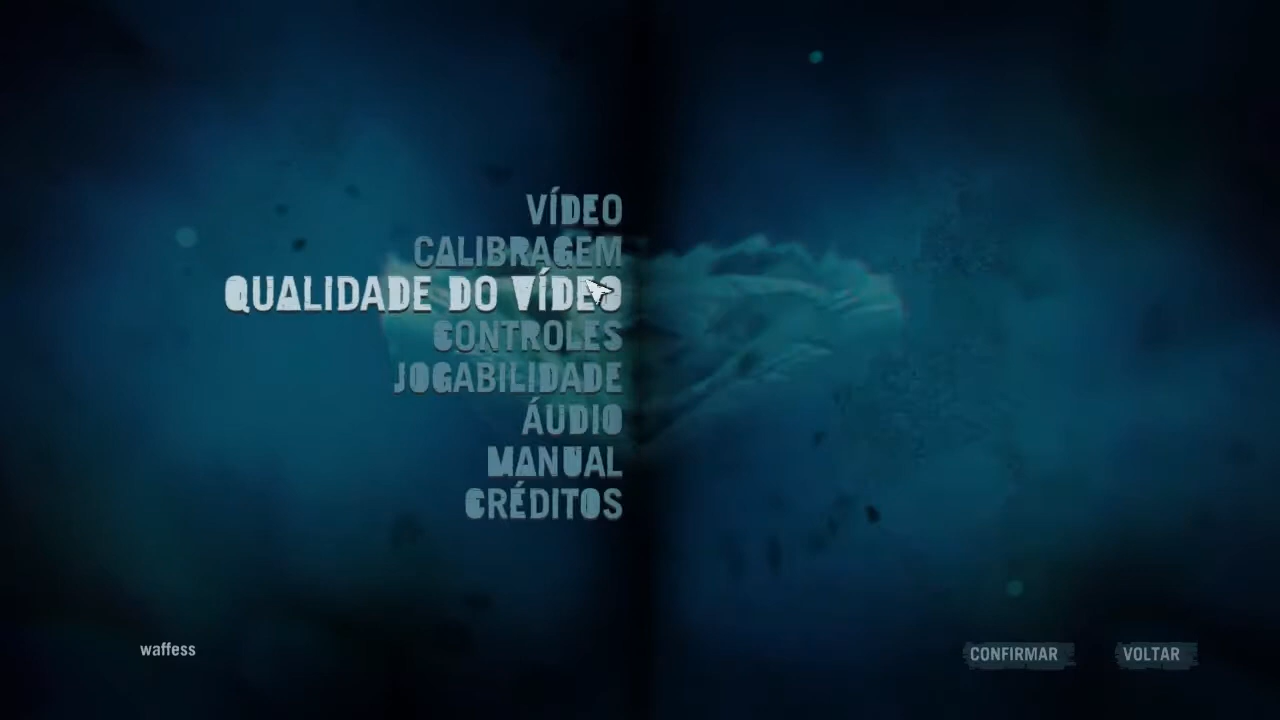 VÍDEO
CALIBRAGEM
QUALIDADE DO VÍDEO
CONTROLES
JOGABILIDADE
ÁUDIO
MANUAL
CRÉDITOS
waffess
CONFIRMAR
VOLTAR